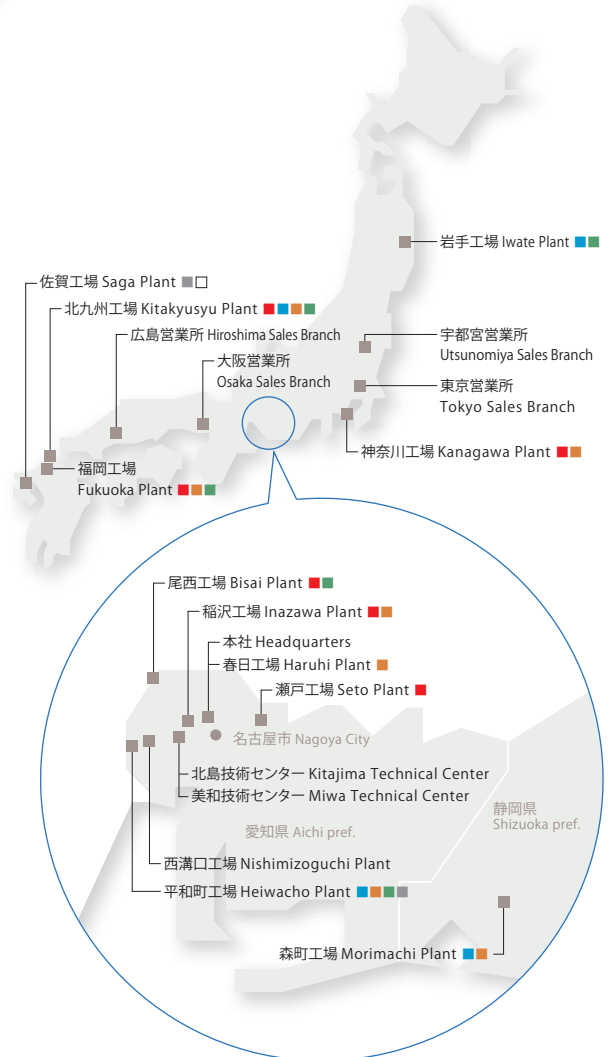 岩手工場 Iwate Plant
佐賀工場 Saga Plant
北九州工場 Kitakyusyu Plant
広島営業所 Hiroshima Sales Branch
宇都宮営業所
Utsunomiya Sales Branch
大阪営業所
Osaka Sales Branch
東京営業所
Tokyo Sales Branch
神奈川工場 Kanagawa Plant
福岡工場
Fukuoka Plant
尾西工場 Bisai Plant
稲沢工場 Inazawa Plant
本社 Headquarters
春日工場 Haruhi Plant
瀬戸工場 Seto Plant
名古屋市 Nagoya City
北島技術センター Kitajima Technical Center
美和技術センター Miwa Technical Center
静岡県
Shizuoka pref.
愛知県 Aichi pref.
西溝口工場 Nishimizoguchi Plant
平和町工場 Heiwacho Plant
森町工場 Morimachi Plant